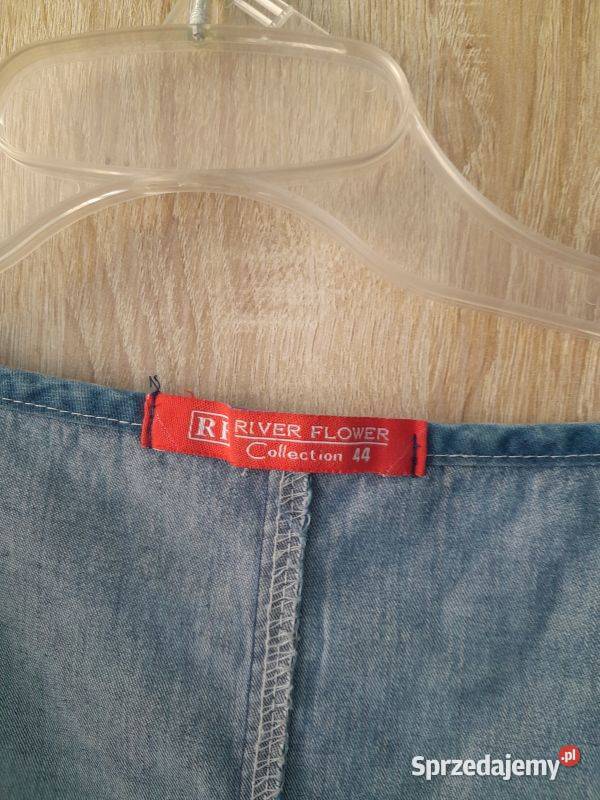 RF RIVER FLOWER
Collection 44
Sprzedajemy.pl